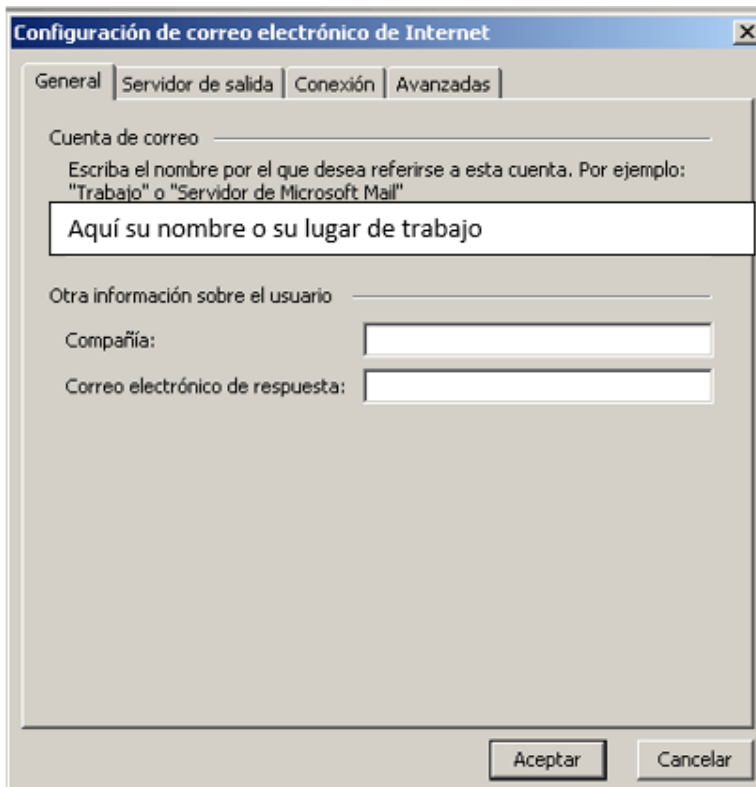 Configuración de correo electrónico de Internet
General Servidor de salida Conexión Avanzadas
Cuenta de correo
Escriba el nombre por el que desea referirse a esta cuenta. Por ejemplo:
"Trabajo" o "Servidor de Microsoft Mail"
Aquí su nombre o su lugar de trabajo
Otra información sobre el usuario
Compañía:
Correo electrónico de respuesta:
Aceptar Cancelar